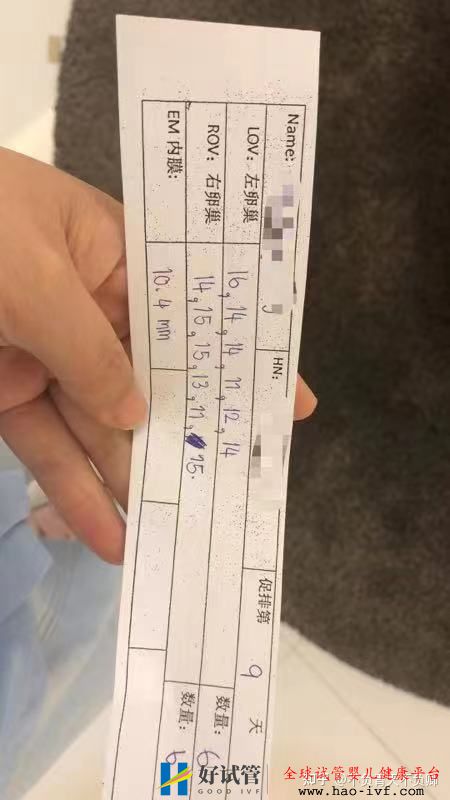 Name: HN: 促排第 9 天
LOV: 左卵巢 16, 14, 14, 11, 12, 14 数量: 6
ROV: 右卵巢 14, 15, 15, 13, 11, 15. 数量: 6
EM 内膜: 10.4 mm
知乎
好试管
GOOD IVF
全球试管婴儿健康平台
www.hao-ivf.com